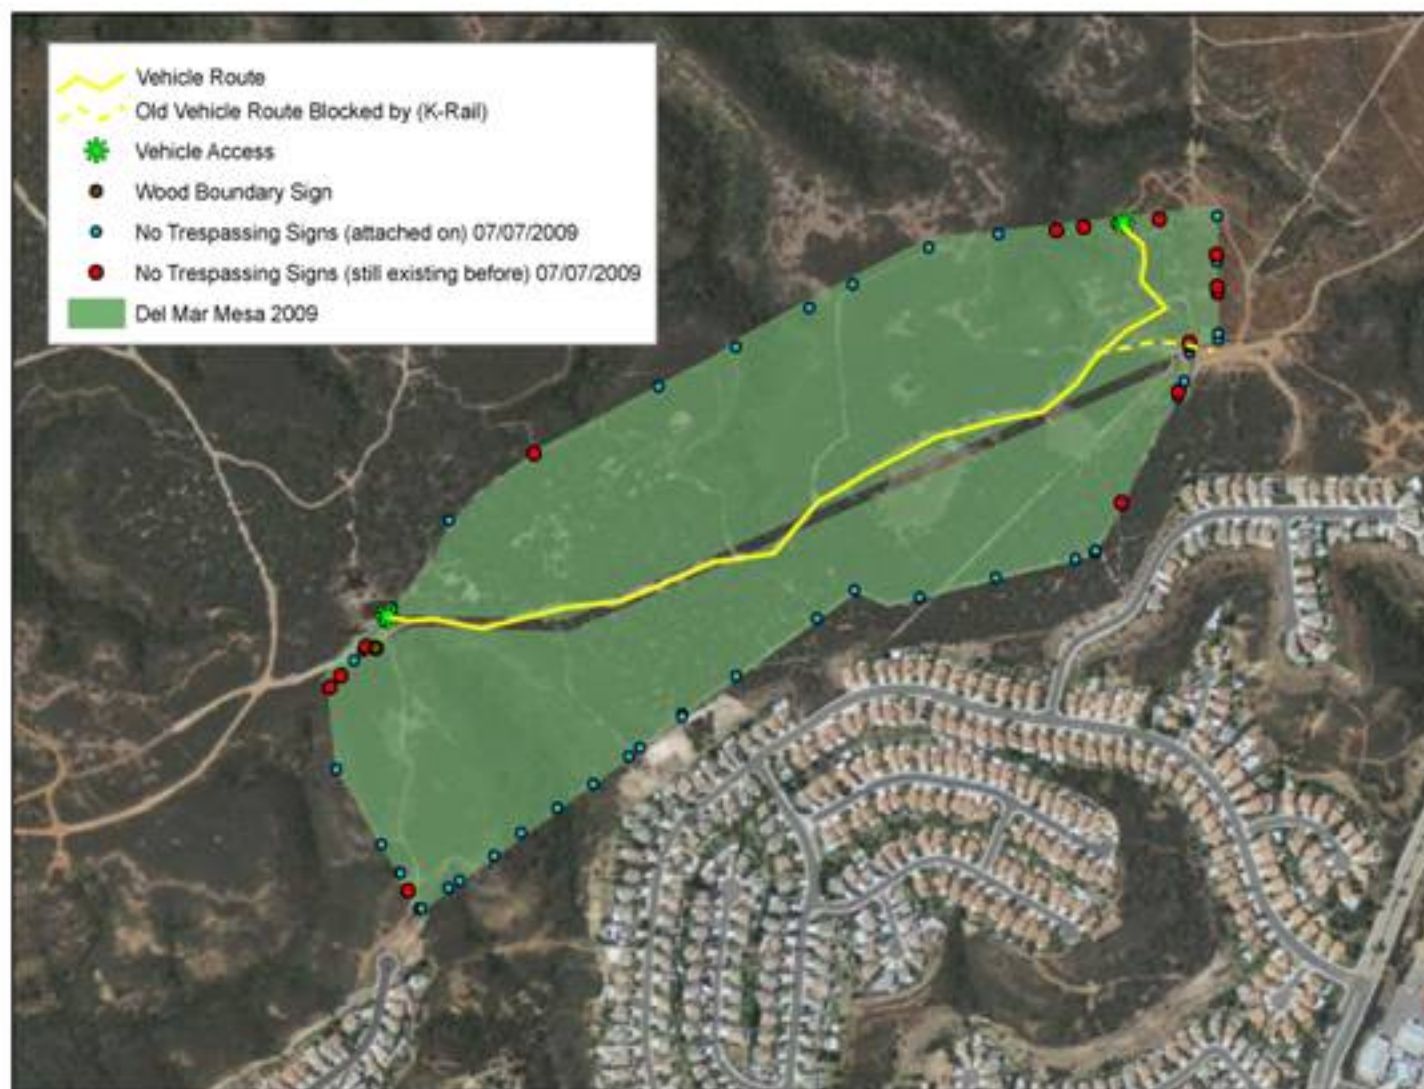 Vehicle Route
Old Vehicle Route Blocked by (K-Rail)
Vehicle Access
Wood Boundary Sign
No Trespassing Signs (attached on) 07/07/2009
No Trespassing Signs (still existing before) 07/07/2009
Del Mar Mesa 2009